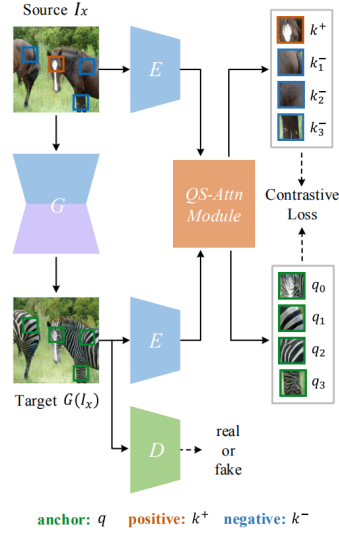 Source I_x
E
k^+
k_1^-
k_2^-
k_3^-
G
QS-Attn
Module
Contrastive
Loss
E
q_0
q_1
q_2
q_3
Target G(I_x)
D
real
or
fake
anchor: q positive: k^+ negative: k^-